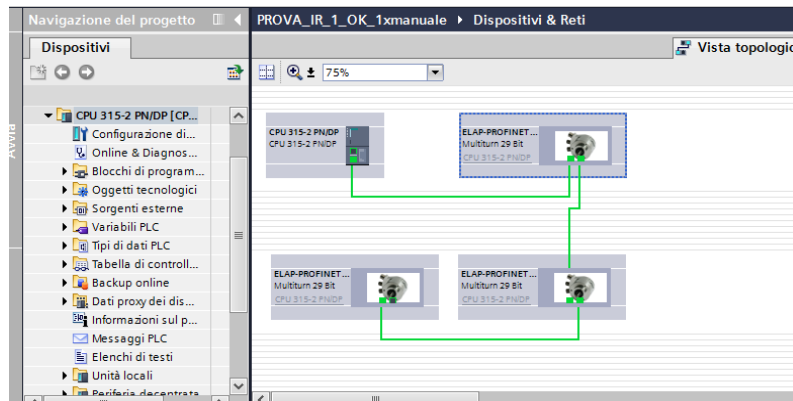 Navigazione del progetto
PROVA_IR_1_OK_1xmanuale
Dispositivi & Reti
Dispositivi
Vista topologic
75%
Avvia
CPU 315-2 PN/DP [CP...
Configurazione di...
Online & Diagnos...
Blocchi di program...
Oggetti tecnologici
Sorgenti esterne
Variabili PLC
Tipi di dati PLC
Tabella di controll...
Backup online
Dati proxy dei dis...
Informazioni sul p...
Messaggi PLC
Elenchi di testi
Unità locali
Periferia decentrata
CPU 315-2 PN/DP
CPU 315-2 PN/DP
ELAP-PROFINET...
Multiturn 29 Bit
CPU 315-2 PN/DP
ELAP-PROFINET...
Multiturn 29 Bit
CPU 315-2 PN/DP
ELAP-PROFINET...
Multiturn 29 Bit
CPU 315-2 PN/DP